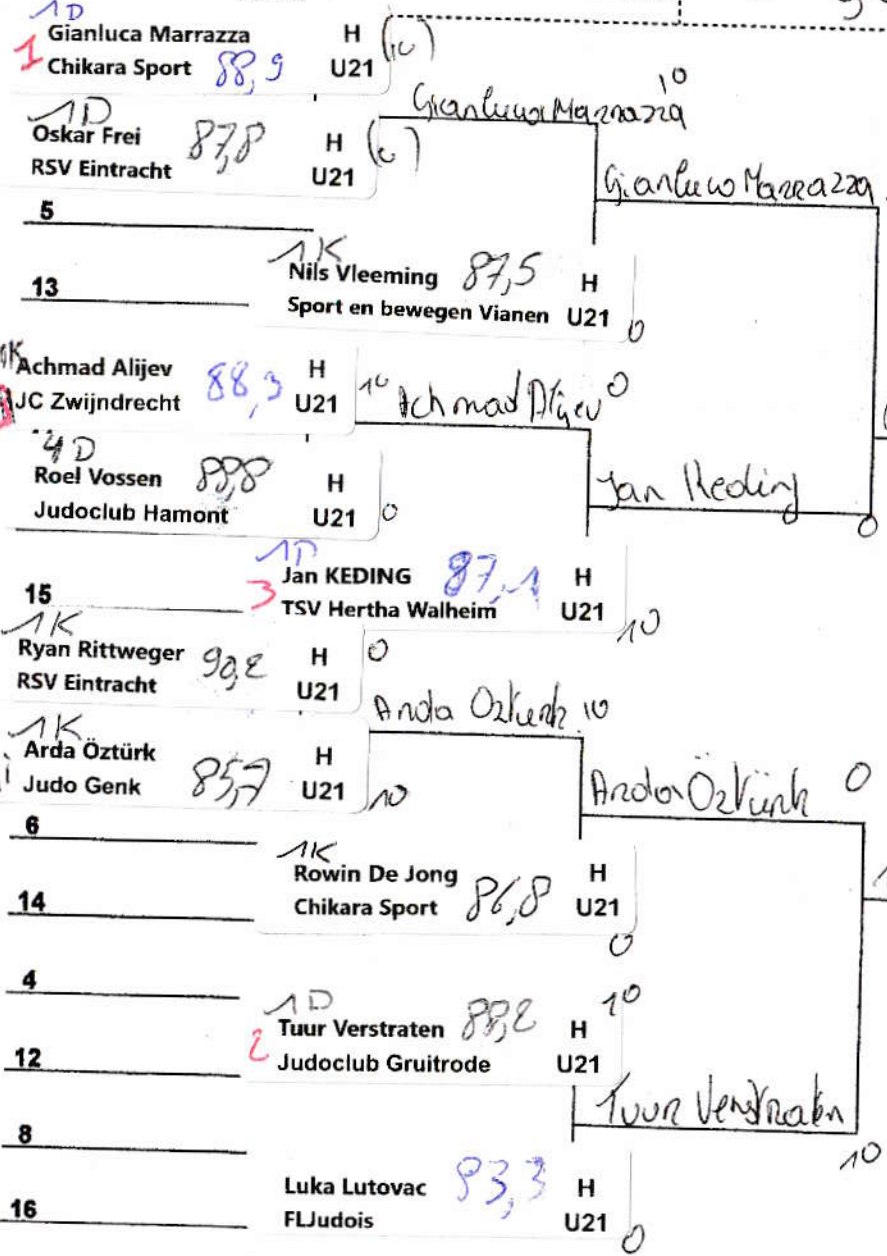 1D
Gianluca Marrazza H (10)
1 Chikara Sport 88,9 U21
Gianluca Marrazza 10
1D
Oskar Frei 87,8 H (0)
RSV Eintracht U21
Gianluca Marrazza
5
1K
Nils Vleeming 87,5 H
13
Sport en bewegen Vianen U21 0
Achmad Alijev 88,3 H
JC Zwijndrecht U21 10
Achmad Alijev 0
4D
Roel Vossen 88,8 H
Judoclub Hamont U21 0
Jan Keding 0
1D
Jan KEDING 87,1 H
15
3 TSV Hertha Walheim U21 10
1K
Ryan Rittweger 90,2 H 0
RSV Eintracht U21
Arda Ozturk 10
1K
Arda Öztürk 85,7 H
Judo Genk U21 10
Arda Öztürk 0
6
1K
Rowin De Jong 86,8 H
14
Chikara Sport U21
0
4
1D 10
Tuur Verstraten 88,2 H
2 Judoclub Gruitrode U21
12
Tuur Verstraten
10
8
Luka Lutovac 83,3 H
16
FLJudois U21 0